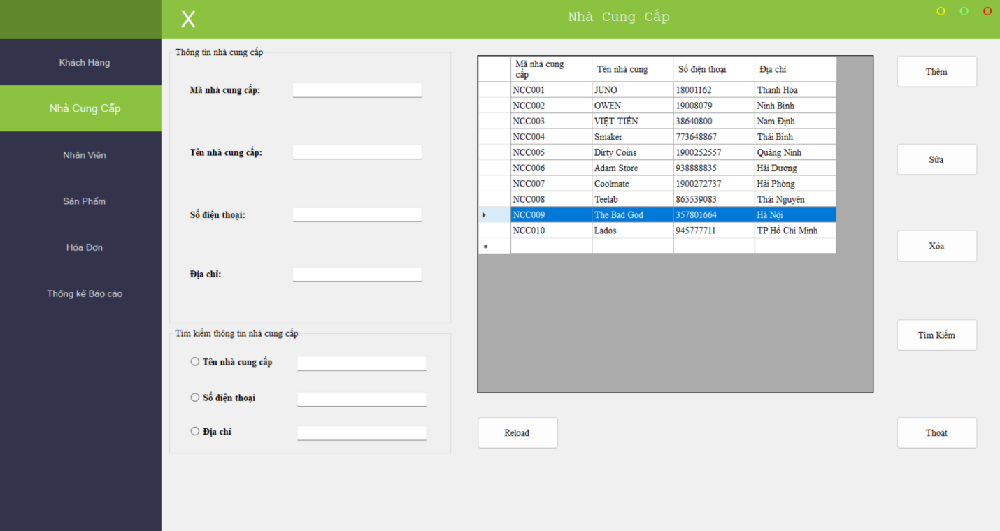 X
Nhà Cung Cấp
O O O
Khách Hàng
Nhà Cung Cấp
Nhân Viên
Sản Phẩm
Hóa Đơn
Thống kê Báo cáo
Thông tin nhà cung cấp
Mã nhà cung cấp:
Tên nhà cung cấp:
Số điện thoại:
Địa chỉ:
Tìm kiếm thông tin nhà cung cấp
Tên nhà cung cấp
Số điện thoại
Địa chỉ
Mã nhà cung cấp Tên nhà cung Số điện thoại Địa chỉ
NCC001 JUNO 18001162 Thanh Hóa
NCC002 OWEN 19008079 Ninh Bình
NCC003 VIỆT TIẾN 38640800 Nam Định
NCC004 Smaker 773648867 Thái Bình
NCC005 Dirty Coins 1900252557 Quảng Ninh
NCC006 Adam Store 938888835 Hải Dương
NCC007 Coolmate 1900272737 Hải Phòng
NCC008 Teelab 865539083 Thái Nguyên
NCC009 The Bad God 357801664 Hà Nội
NCC010 Lados 945777711 TP Hồ Chí Minh
Thêm
Sửa
Xóa
Tìm Kiếm
Reload
Thoát